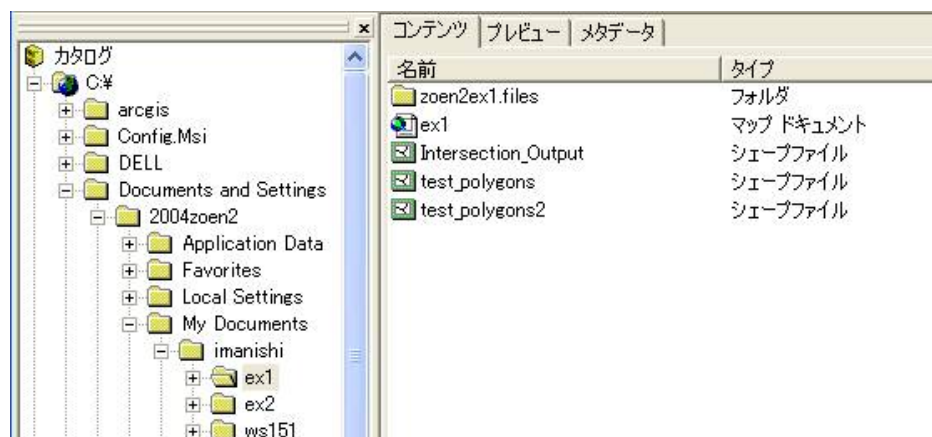 カタログ
C:¥
arcgis
Config.Msi
DELL
Documents and Settings
2004zoen2
Application Data
Favorites
Local Settings
My Documents
imanishi
ex1
ex2
ws151
コンテンツ プレビュー メタデータ
名前 タイプ
zoen2ex1.files フォルダ
ex1 マップ ドキュメント
Intersection_Output シェープファイル
test_polygons シェープファイル
test_polygons2 シェープファイル